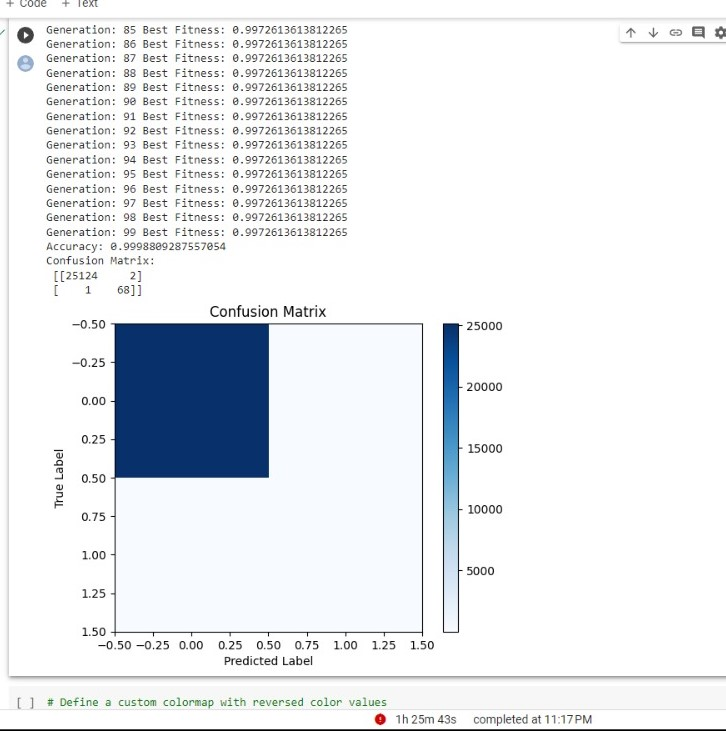 + Code + Text
Generation: 85 Best Fitness: 0.9972613613812265
Generation: 86 Best Fitness: 0.9972613613812265
Generation: 87 Best Fitness: 0.9972613613812265
Generation: 88 Best Fitness: 0.9972613613812265
Generation: 89 Best Fitness: 0.9972613613812265
Generation: 90 Best Fitness: 0.9972613613812265
Generation: 91 Best Fitness: 0.9972613613812265
Generation: 92 Best Fitness: 0.9972613613812265
Generation: 93 Best Fitness: 0.9972613613812265
Generation: 94 Best Fitness: 0.9972613613812265
Generation: 95 Best Fitness: 0.9972613613812265
Generation: 96 Best Fitness: 0.9972613613812265
Generation: 97 Best Fitness: 0.9972613613812265
Generation: 98 Best Fitness: 0.9972613613812265
Generation: 99 Best Fitness: 0.9972613613812265
Accuracy: 0.9998809287557054
Confusion Matrix:
[[25124 2]
[ 1 68]]
Confusion Matrix
−0.50
−0.25
0.00
0.25
0.50
0.75
1.00
1.25
1.50
True Label
−0.50 −0.25 0.00 0.25 0.50 0.75 1.00 1.25 1.50
Predicted Label
25000
20000
15000
10000
5000
[ ] # Define a custom colormap with reversed color values
1h 25m 43s completed at 11:17 PM